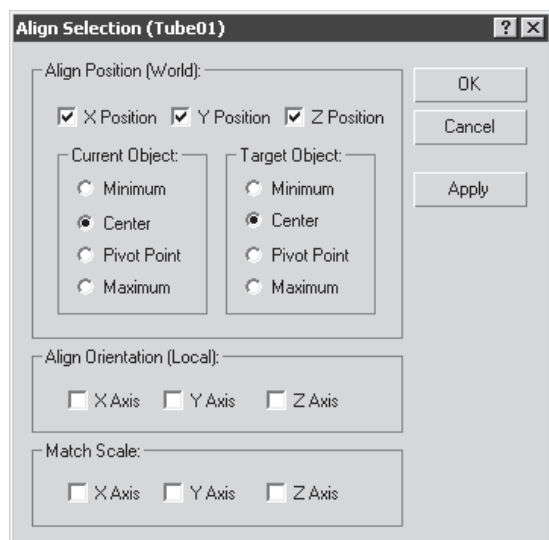 Align Selection (Tube01)
Align Position (World):
X Position Y Position Z Position
Current Object:
Minimum
Center
Pivot Point
Maximum
Target Object:
Minimum
Center
Pivot Point
Maximum
Align Orientation (Local):
X Axis Y Axis Z Axis
Match Scale:
X Axis Y Axis Z Axis
OK
Cancel
Apply